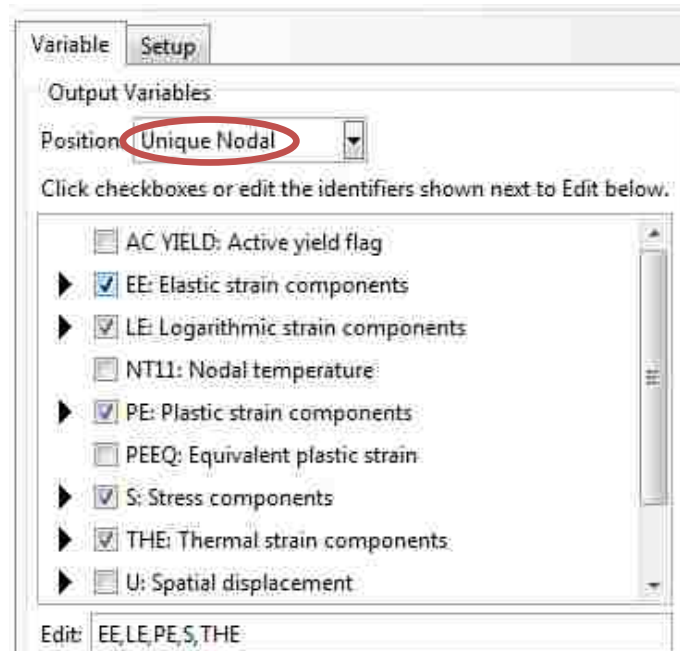 Variable Setup
Output Variables
Position: Unique Nodal
Click checkboxes or edit the identifiers shown next to Edit below.
AC YIELD: Active yield flag
EE: Elastic strain components
LE: Logarithmic strain components
NT11: Nodal temperature
PE: Plastic strain components
PEEQ: Equivalent plastic strain
S: Stress components
THE: Thermal strain components
U: Spatial displacement
Edit: EE,LE,PE,S,THE